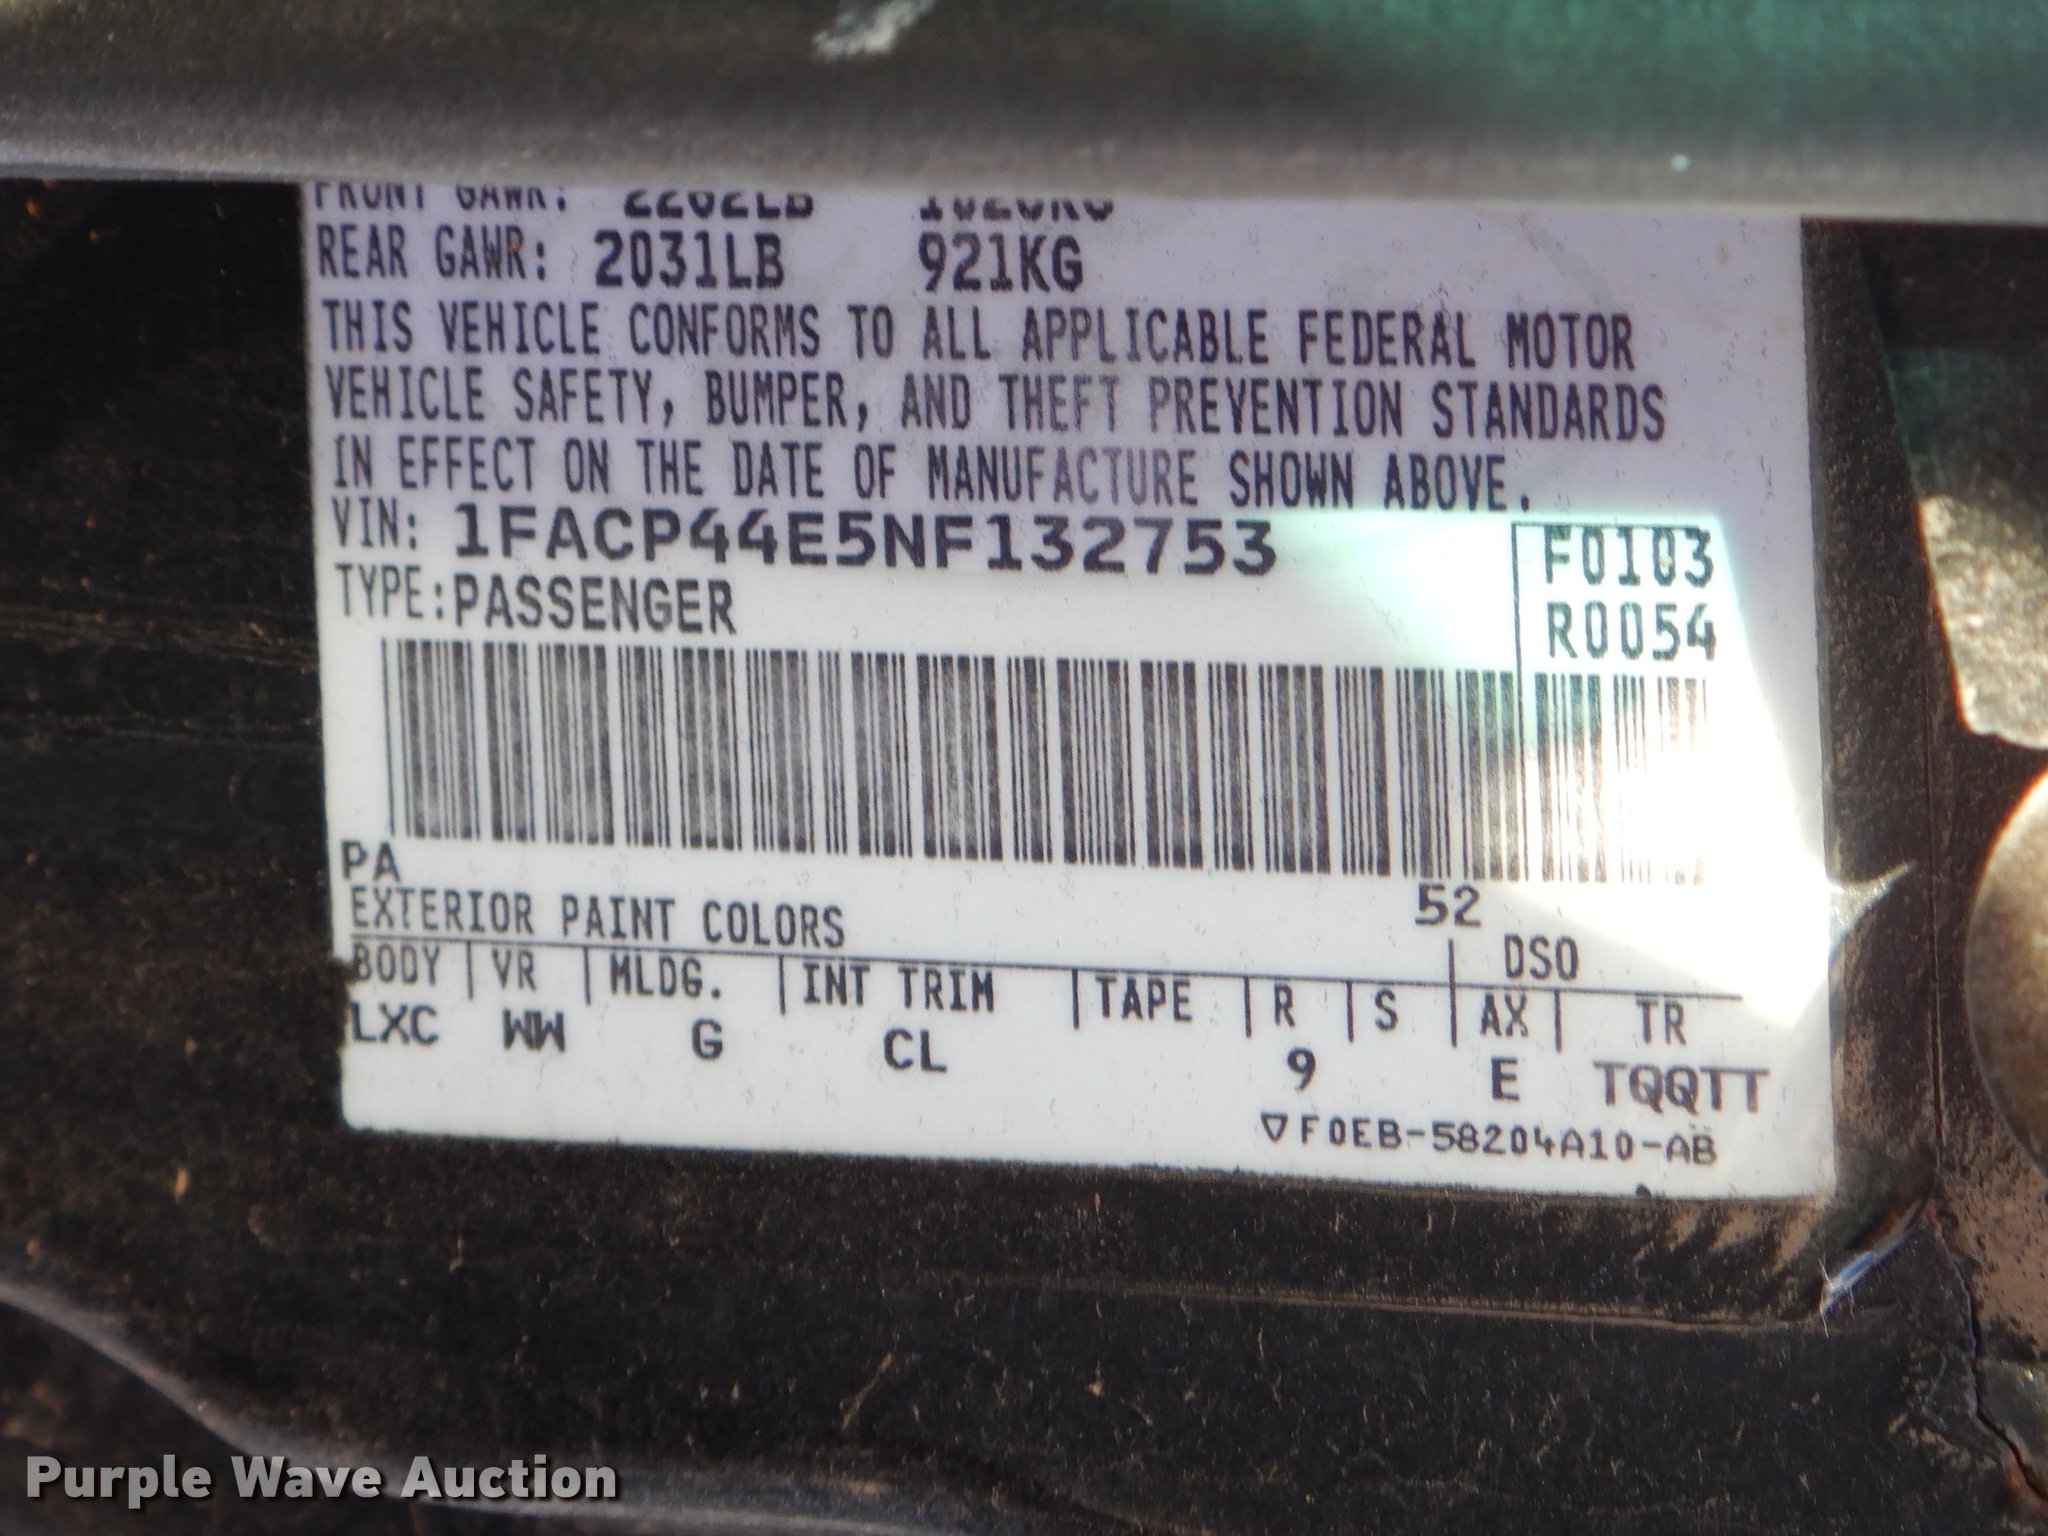 FRONT GAWR: 2262LB
REAR GAWR: 2031LB 921KG
THIS VEHICLE CONFORMS TO ALL APPLICABLE FEDERAL MOTOR
VEHICLE SAFETY, BUMPER, AND THEFT PREVENTION STANDARDS
IN EFFECT ON THE DATE OF MANUFACTURE SHOWN ABOVE.
VIN: 1FACP44E5NF132753
F0103
TYPE: PASSENGER
R0054
PA
52
EXTERIOR PAINT COLORS
DSO
BODY | VR | MLDG. | INT TRIM | TAPE | R | S | AX | TR
LXC WW G CL 9 E TQQTT
▽F0EB-58204A10-AB
Purple Wave Auction